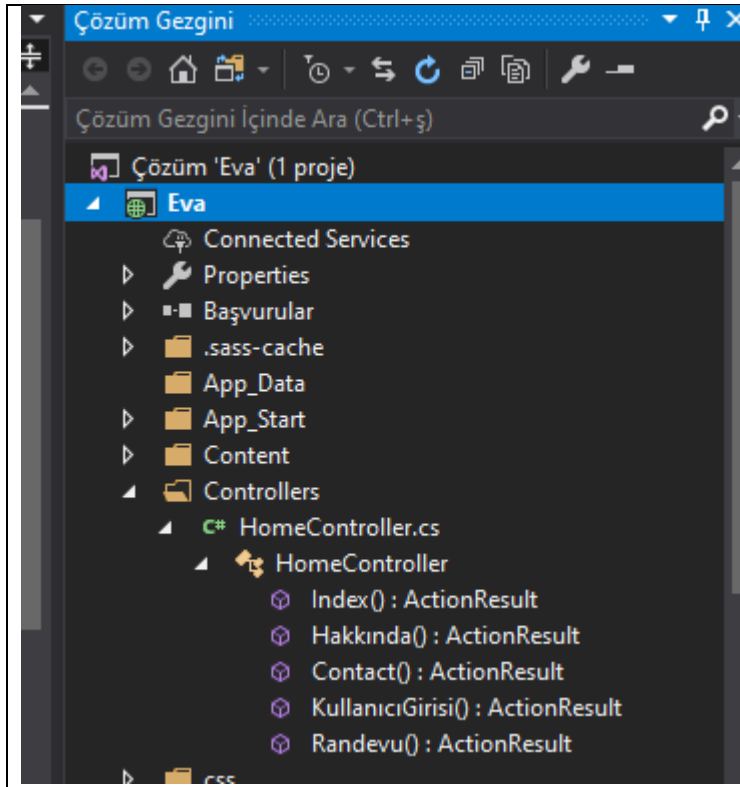 Çözüm Gezgini
Çözüm Gezgini İçinde Ara (Ctrl+ş)
Çözüm 'Eva' (1 proje)
Eva
Connected Services
Properties
Başvurular
.sass-cache
App_Data
App_Start
Content
Controllers
C# HomeController.cs
HomeController
Index() : ActionResult
Hakkında() : ActionResult
Contact() : ActionResult
KullanıcıGirisi() : ActionResult
Randevu() : ActionResult
css